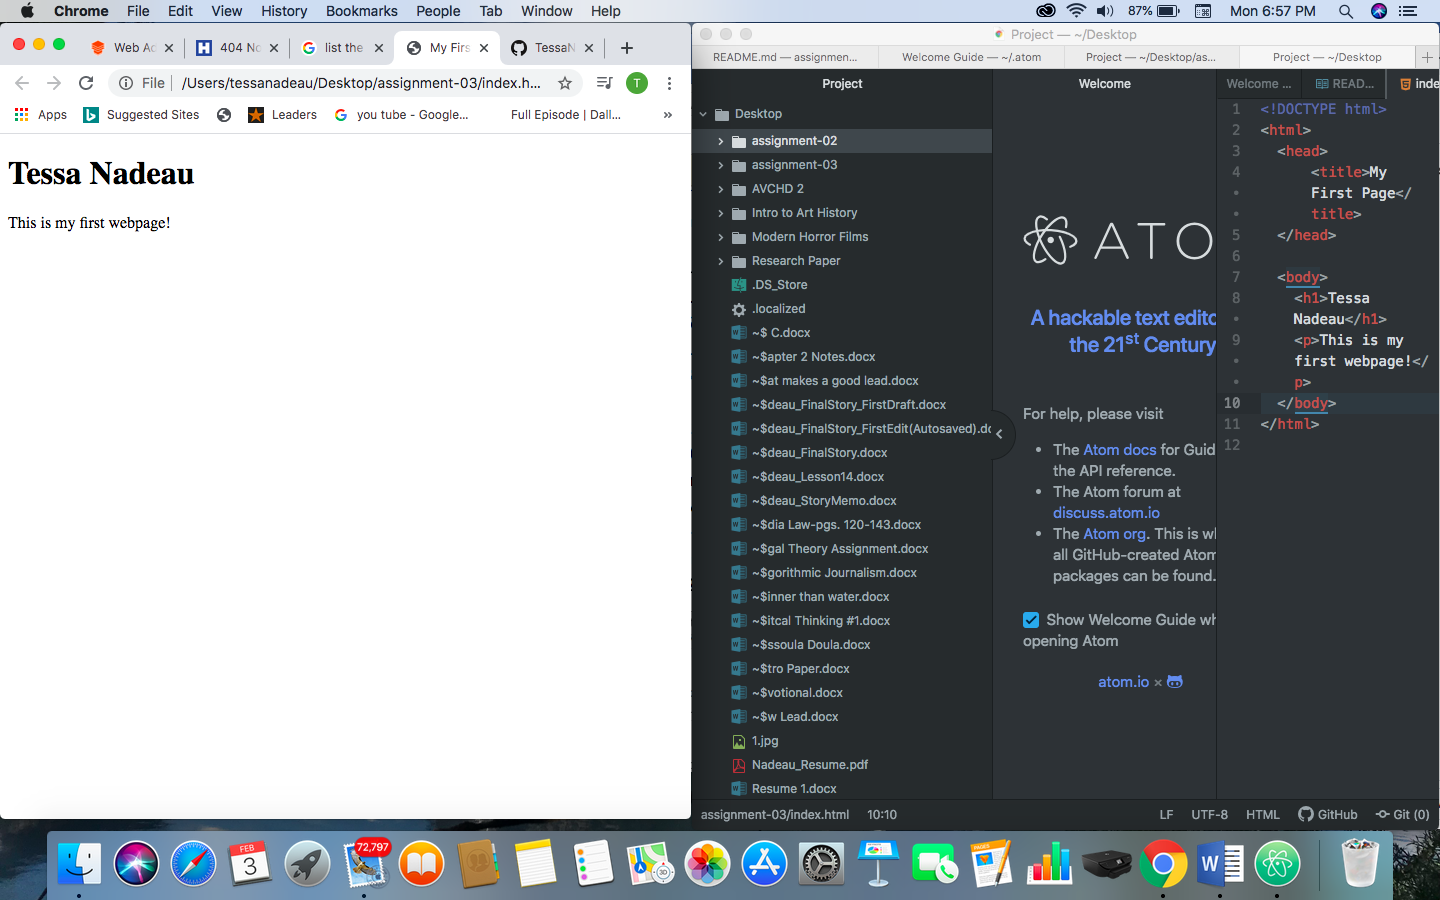 Chrome File Edit View History Bookmarks People Tab Window Help
87% Mon 6:57 PM
Web Ac 404 No list the My Firs TessaN
File /Users/tessanadeau/Desktop/assignment-03/index.h... T
Apps Suggested Sites Leaders you tube - Google... Full Episode | Dall... »
Tessa Nadeau
This is my first webpage!
Project — ~/Desktop
README.md — assignmen... Welcome Guide — ~/.atom Project — ~/Desktop/as... Project — ~/Desktop
Project
Desktop
assignment-02
assignment-03
AVCHD 2
Intro to Art History
Modern Horror Films
Research Paper
.DS_Store
.localized
~$ C.docx
~$apter 2 Notes.docx
~$at makes a good lead.docx
~$deau_FinalStory_FirstDraft.docx
~$deau_FinalStory_FirstEdit(Autosaved).do
~$deau_FinalStory.docx
~$deau_Lesson14.docx
~$deau_StoryMemo.docx
~$dia Law-pgs. 120-143.docx
~$gal Theory Assignment.docx
~$gorithmic Journalism.docx
~$inner than water.docx
~$itcal Thinking #1.docx
~$ssoula Doula.docx
~$tro Paper.docx
~$votional.docx
~$w Lead.docx
1.jpg
Nadeau_Resume.pdf
Resume 1.docx
Welcome
ATO
A hackable text edito
the 21st Century
For help, please visit
• The Atom docs for Guid
the API reference.
• The Atom forum at
discuss.atom.io
• The Atom org. This is wh
all GitHub-created Atom
packages can be found.
Show Welcome Guide wh
opening Atom
atom.io ×
Welcome ... READ... inde
1 <!DOCTYPE html>
2 <html>
3 <head>
4 <title>My
• First Page</
• title>
5 </head>
6
7 <body>
8 <h1>Tessa
• Nadeau</h1>
9 <p>This is my
• first webpage!</
• p>
10 </body>
11 </html>
12
assignment-03/index.html 10:10 LF UTF-8 HTML GitHub Git (0)
FEB
3
72,797
3D
PAGES
W